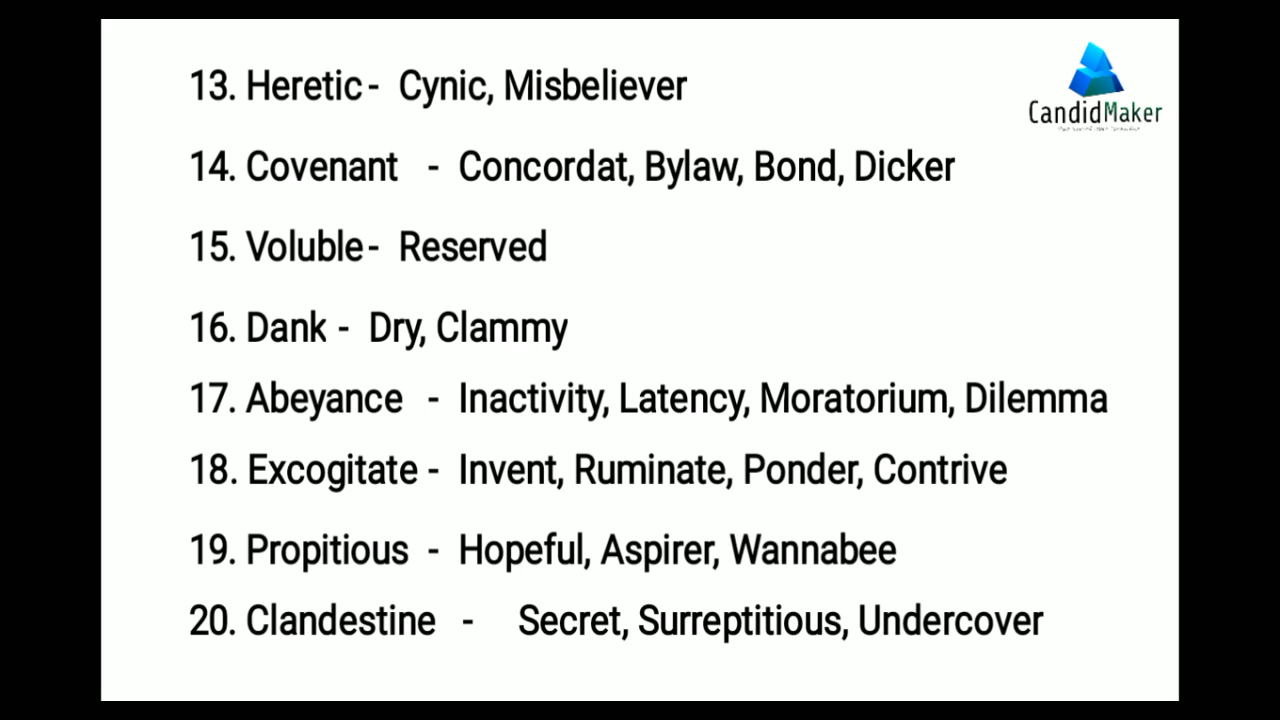 13. Heretic - Cynic, Misbeliever
CandidMaker
14. Covenant - Concordat, Bylaw, Bond, Dicker
15. Voluble - Reserved
16. Dank - Dry, Clammy
17. Abeyance - Inactivity, Latency, Moratorium, Dilemma
18. Excogitate - Invent, Ruminate, Ponder, Contrive
19. Propitious - Hopeful, Aspirer, Wannabee
20. Clandestine - Secret, Surreptitious, Undercover